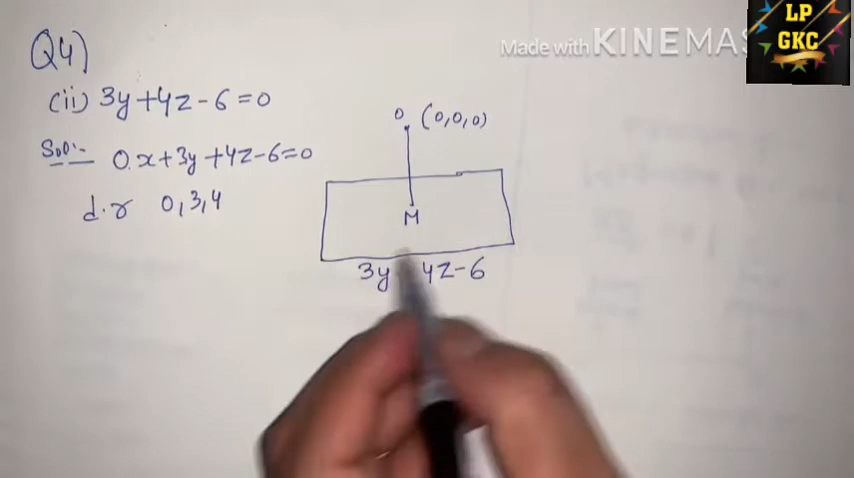 Q4)
Made with KINEMAS
LP
GKC
(ii) 3y+4z-6=0
O (0,0,0)
Solⁿ:- 0.x+3y+4z-6=0
d.r 0,3,4
M
3y 4z-6